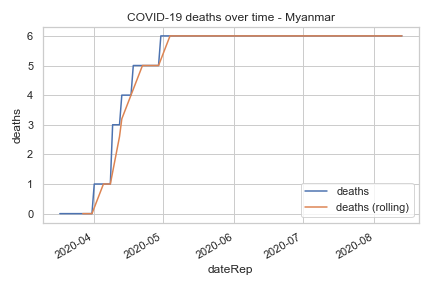 COVID-19 deaths over time - Myanmar
deaths
6
5
4
3
2
1
0
deaths
deaths (rolling)
2020-04
2020-05
2020-06
2020-07
2020-08
dateRep